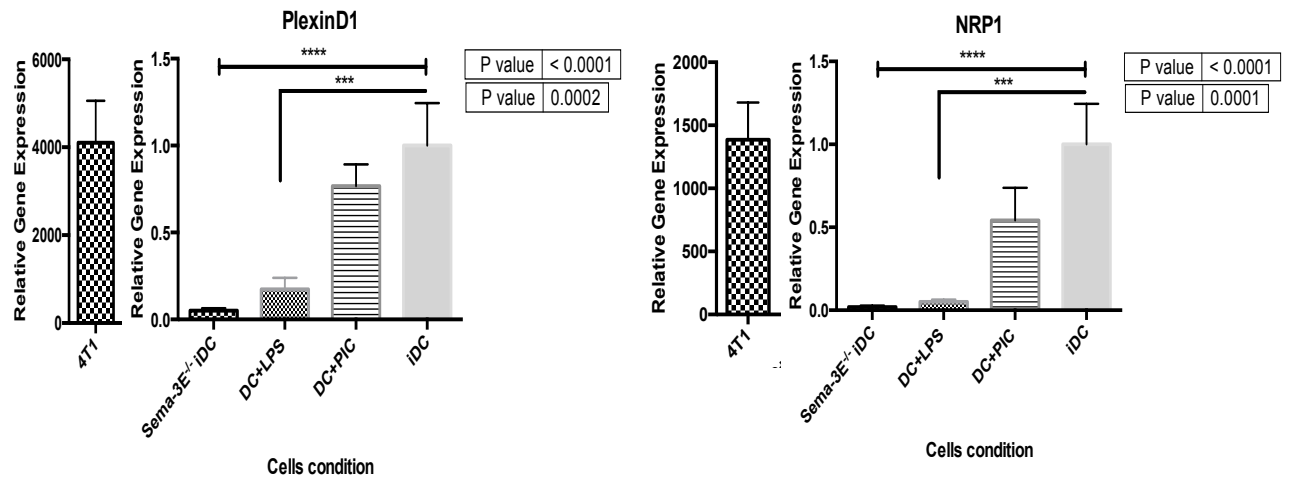 PlexinD1
Relative Gene Expression
6000
4000
2000
0
4T1
Relative Gene Expression
1.5
1.0
0.5
0.0
****
***
Sema-3E-/- iDC
DC+LPS
DC+PIC
iDC
Cells condition
P value < 0.0001
P value 0.0002
NRP1
Relative Gene Expression
2000
1500
1000
500
0
4T1
Relative Gene Expression
1.5
1.0
0.5
0.0
****
***
Sema-3E-/- iDC
DC+LPS
DC+PIC
iDC
Cells condition
P value < 0.0001
P value 0.0001